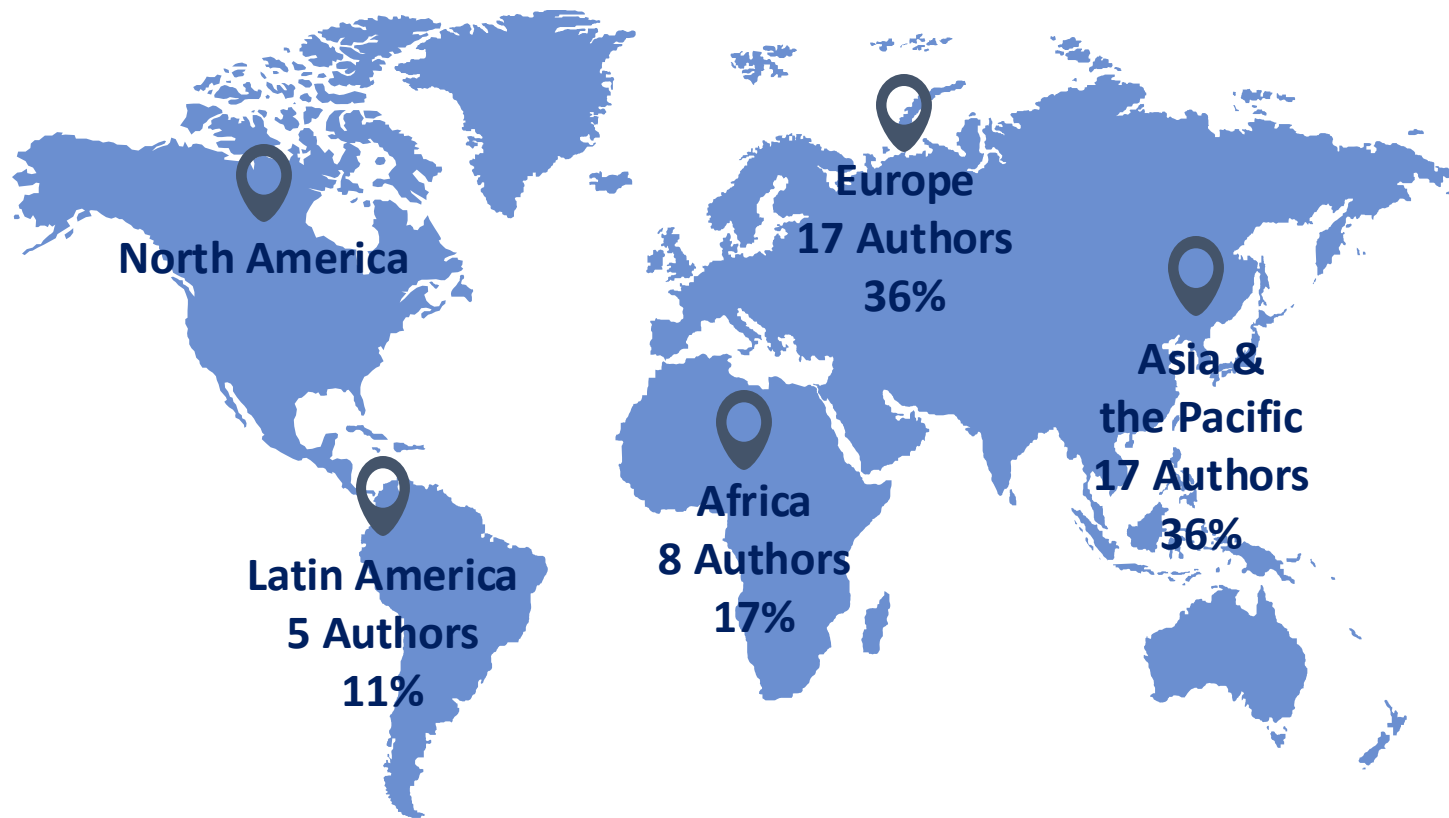 North America
Europe
17 Authors
36%
Asia &
the Pacific
17 Authors
36%
Africa
8 Authors
17%
Latin America
5 Authors
11%